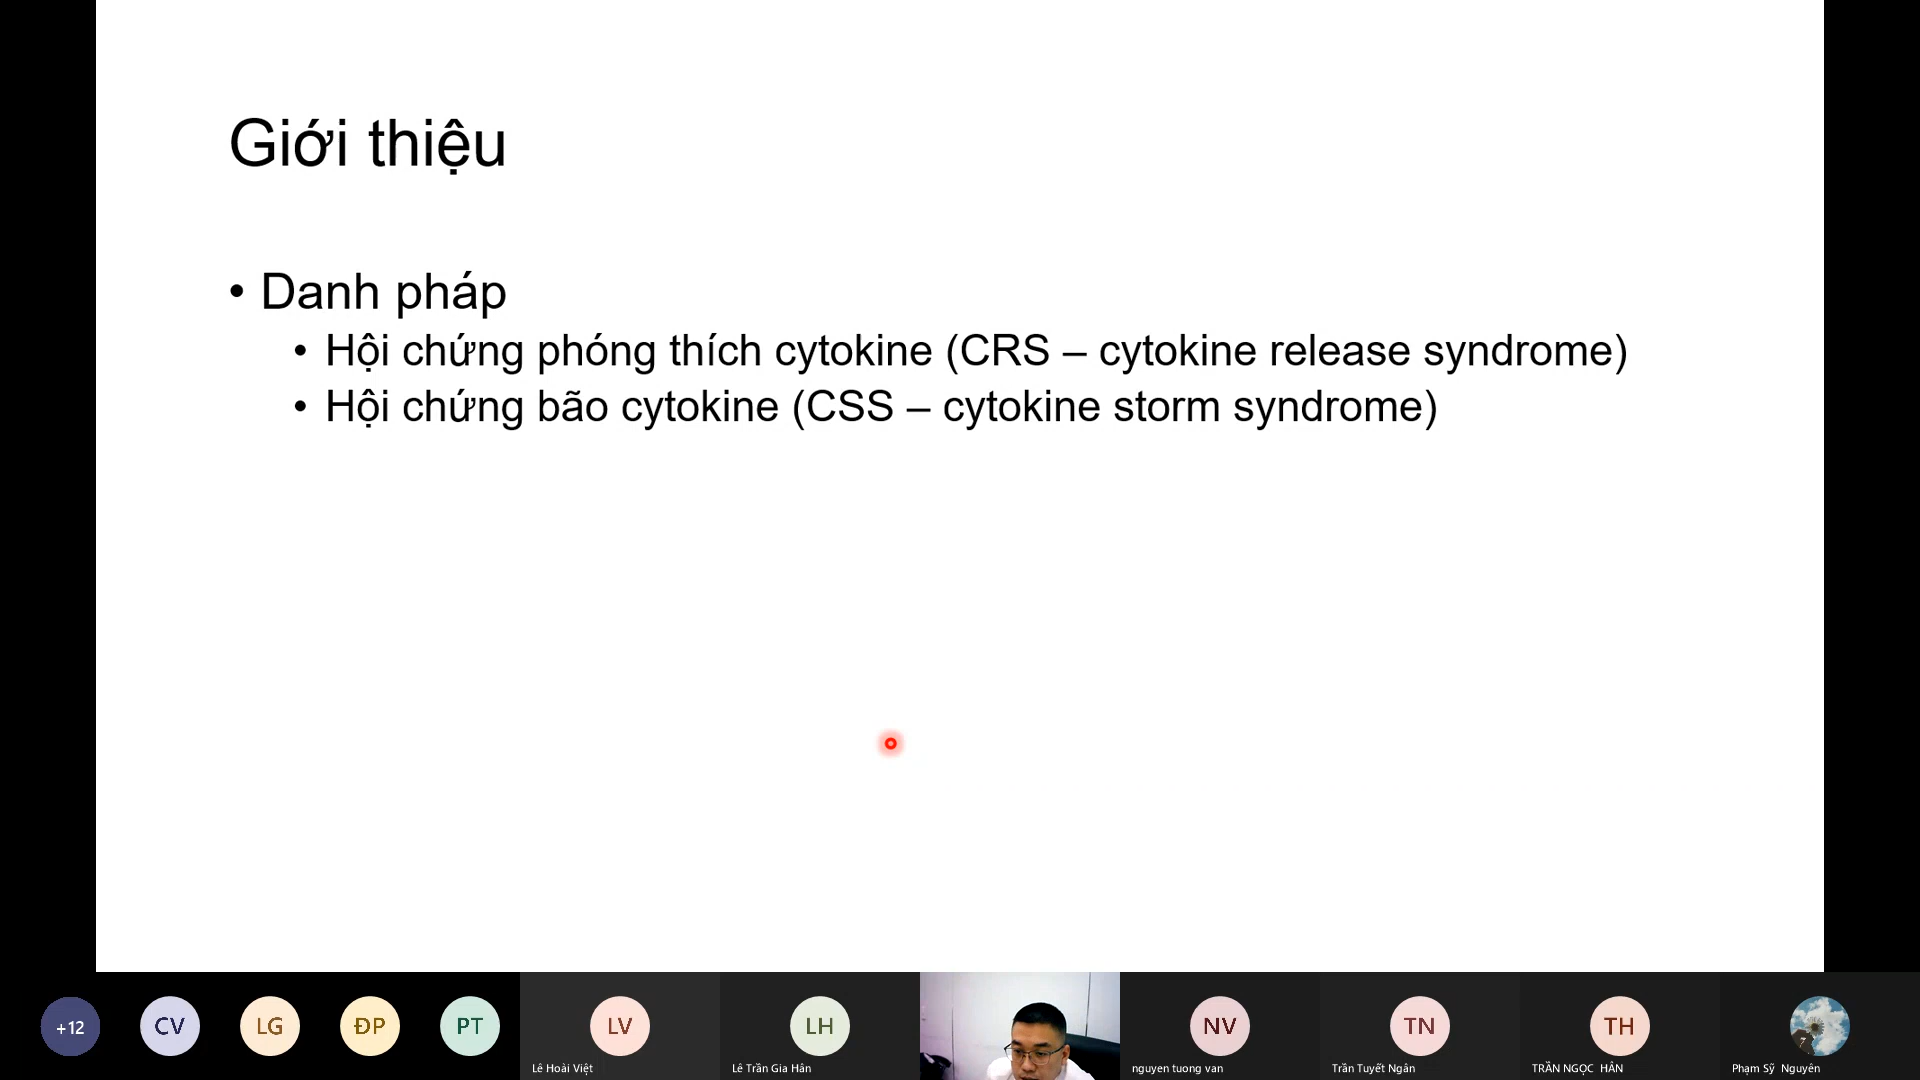 Giới thiệu
• Danh pháp
• Hội chứng phóng thích cytokine (CRS – cytokine release syndrome)
• Hội chứng bão cytokine (CSS – cytokine storm syndrome)
+12
CV
LG
ĐP
PT
LV
LH
NV
TN
TH
Lê Hoài Việt
Lê Trần Gia Hân
nguyen tuong van
Trần Tuyết Ngân
TRẦN NGỌC HÂN
Phạm Sỹ Nguyên